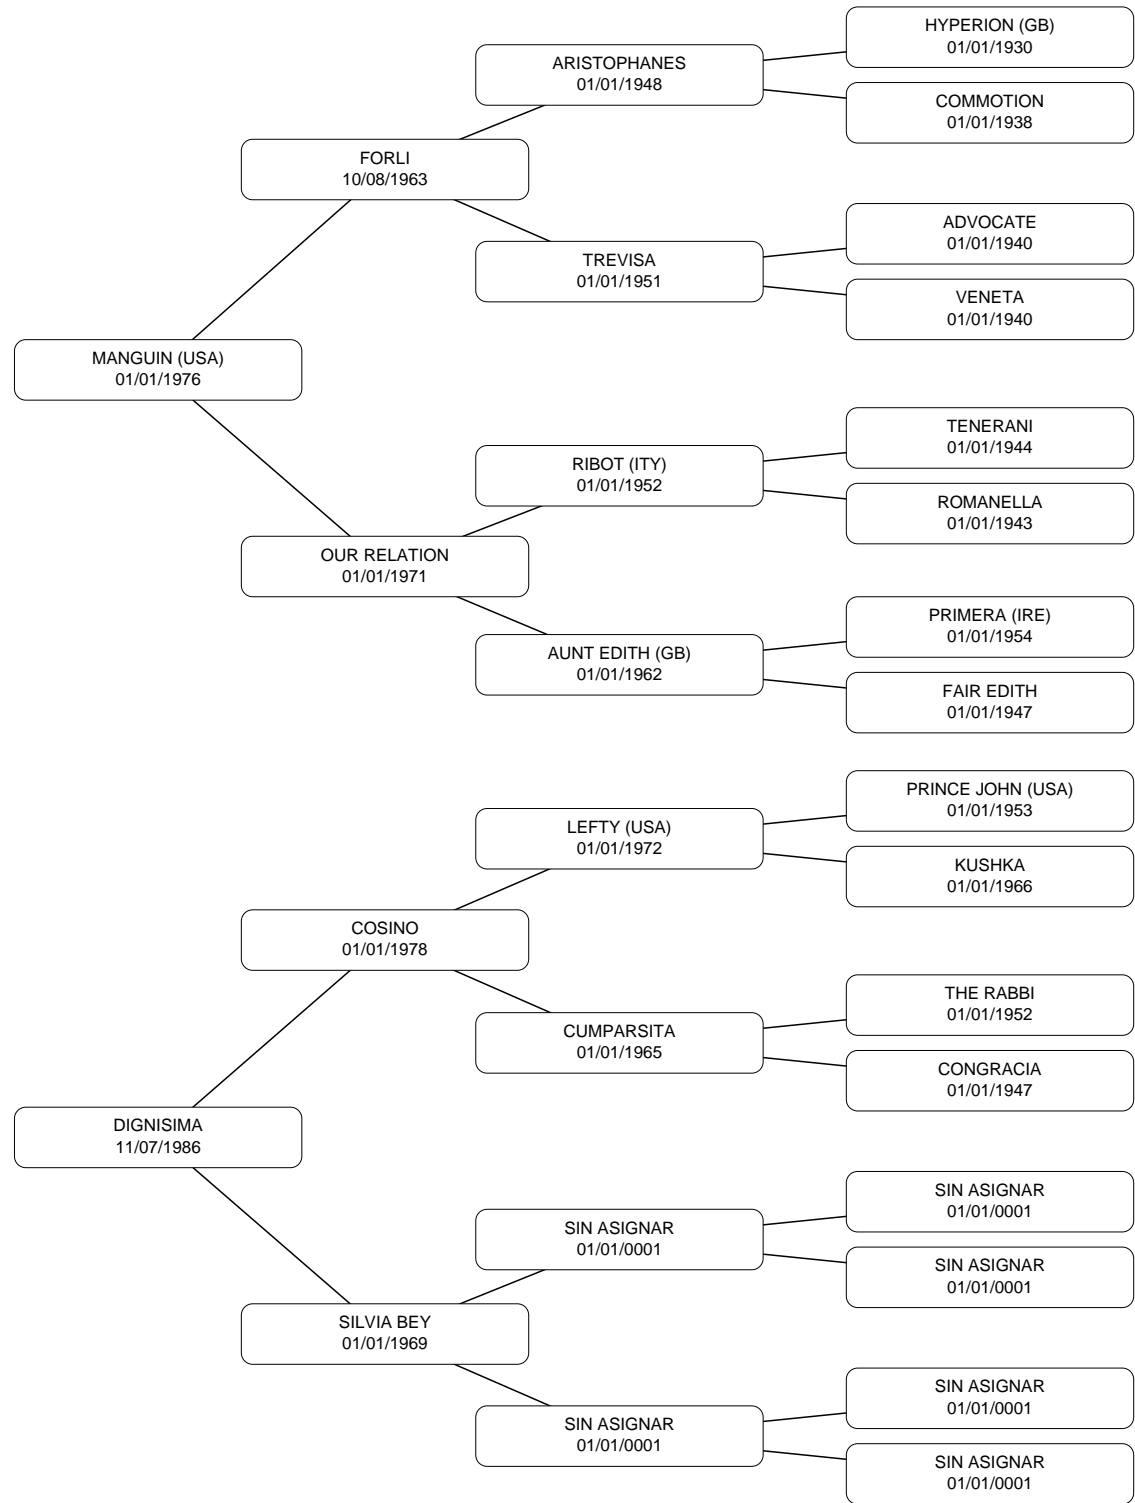 HYPERION (GB)
01/01/1930
ARISTOPHANES
01/01/1948
COMMOTION
01/01/1938
FORLI
10/08/1963
ADVOCATE
01/01/1940
TREVISA
01/01/1951
VENETA
01/01/1940
MANGUIN (USA)
01/01/1976
TENERANI
01/01/1944
RIBOT (ITY)
01/01/1952
ROMANELLA
01/01/1943
OUR RELATION
01/01/1971
PRIMERA (IRE)
01/01/1954
AUNT EDITH (GB)
01/01/1962
FAIR EDITH
01/01/1947
PRINCE JOHN (USA)
01/01/1953
LEFTY (USA)
01/01/1972
KUSHKA
01/01/1966
COSINO
01/01/1978
THE RABBI
01/01/1952
CUMPARSITA
01/01/1965
CONGRACIA
01/01/1947
DIGNISIMA
11/07/1986
SIN ASIGNAR
01/01/0001
SIN ASIGNAR
01/01/0001
SIN ASIGNAR
01/01/0001
SILVIA BEY
01/01/1969
SIN ASIGNAR
01/01/0001
SIN ASIGNAR
01/01/0001
SIN ASIGNAR
01/01/0001